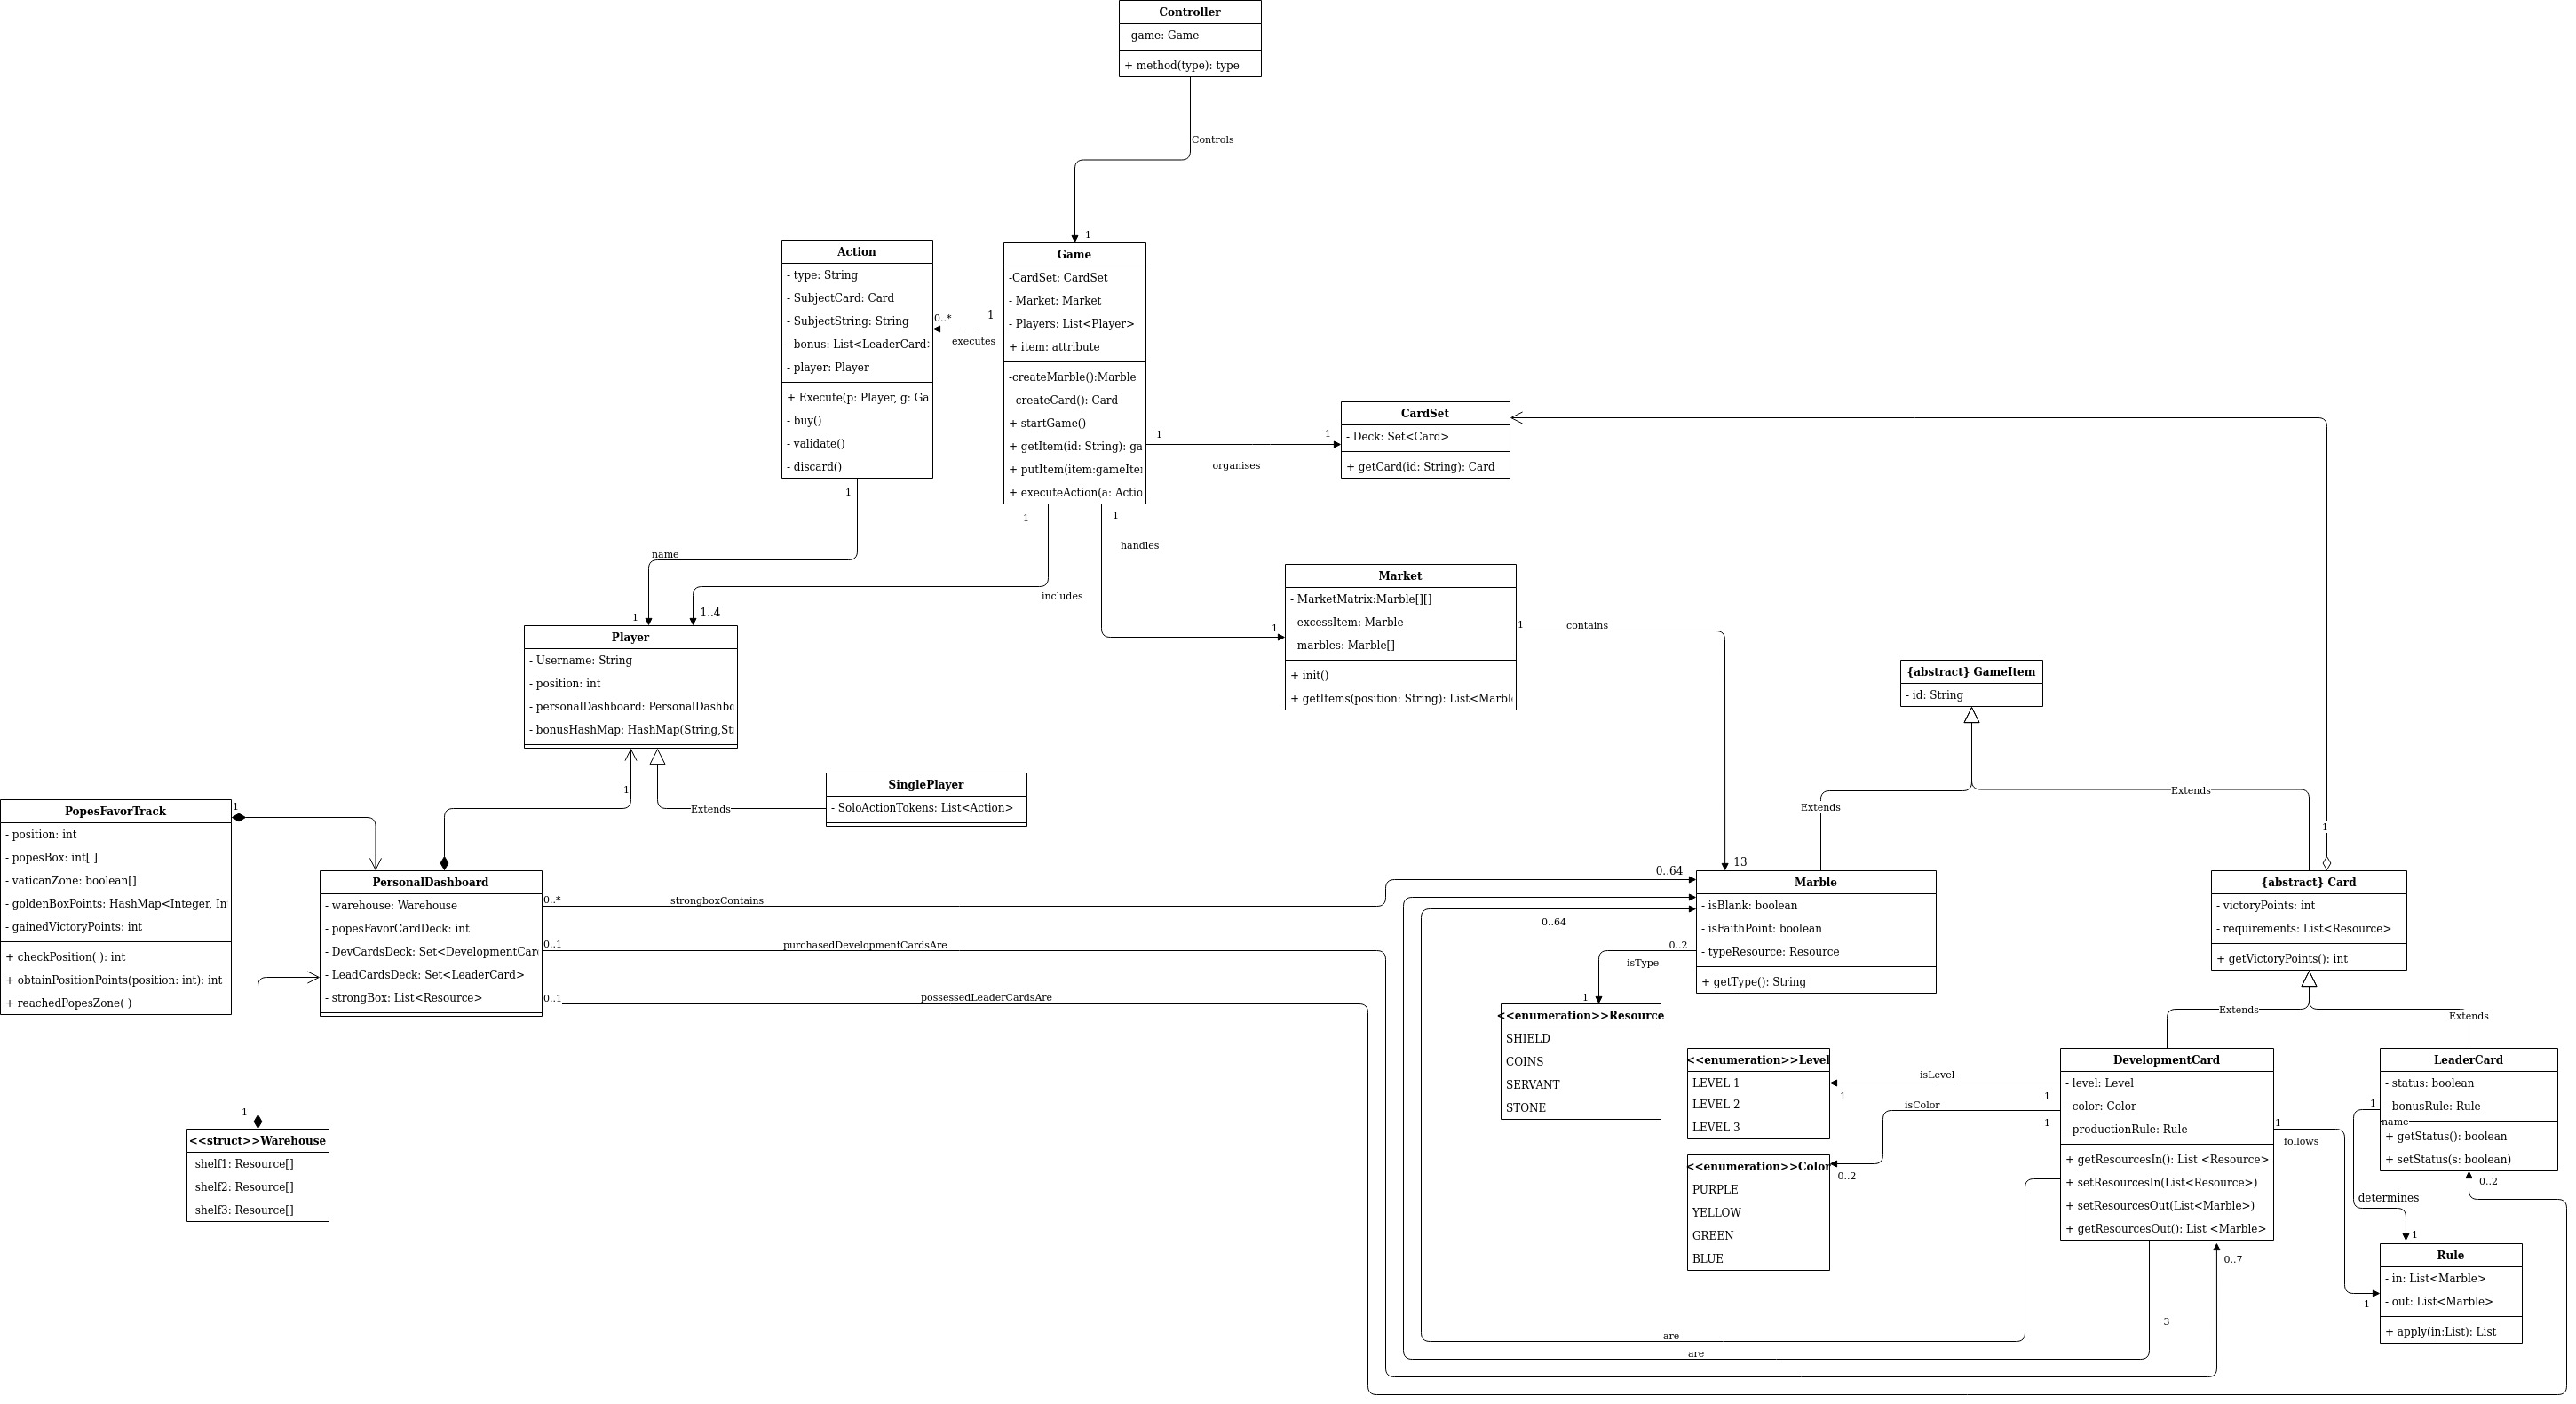 Controller
- game: Game
+ method(type): type
Controls
1
Action
- type: String
- SubjectCard: Card
- SubjectString: String
- bonus: List<LeaderCard>
- player: Player
+ Execute(p: Player, g: Ga
- buy()
- validate()
- discard()
0..*
1
executes
Game
-CardSet: CardSet
- Market: Market
- Players: List<Player>
+ item: attribute
-createMarble():Marble
- createCard(): Card
+ startGame()
+ getItem(id: String): ga
+ putItem(item:gameIte
+ executeAction(a: Actio
1
organises
1
CardSet
- Deck: Set<Card>
+ getCard(id: String): Card
1
name
1
1
includes
1..4
1
handles
1
Market
- MarketMatrix:Marble[][]
- excessItem: Marble
- marbles: Marble[]
+ init()
+ getItems(position: String): List<Marbl
1
contains
13
Player
- Username: String
- position: int
- personalDashboard: PersonalDashbo
- bonusHashMap: HashMap(String,St
1
Extends
SinglePlayer
- SoloActionTokens: List<Action>
{abstract} GameItem
- id: String
Extends
Extends
1
PopesFavorTrack
- position: int
- popesBox: int[ ]
- vaticanZone: boolean[]
- goldenBoxPoints: HashMap<Integer, In
- gainedVictoryPoints: int
+ checkPosition( ): int
+ obtainPositionPoints(position: int): int
+ reachedPopesZone( )
1
PersonalDashboard
- warehouse: Warehouse
- popesFavorCardDeck: int
- DevCardsDeck: Set<DevelopmentCar
- LeadCardsDeck: Set<LeaderCard>
- strongBox: List<Resource>
0..*
strongboxContains
0..64
0..1
purchasedDevelopmentCardsAre
0..1
possessedLeaderCardsAre
0..64
Marble
- isBlank: boolean
- isFaithPoint: boolean
- typeResource: Resource
+ getType(): String
0..2
isType
1
{abstract} Card
- victoryPoints: int
- requirements: List<Resource>
+ getVictoryPoints(): int
Extends
Extends
<<enumeration>>Resource
SHIELD
COINS
SERVANT
STONE
<<enumeration>>Level
LEVEL 1
LEVEL 2
LEVEL 3
isLevel
1
1
isColor
1
0..2
<<enumeration>>Color
PURPLE
YELLOW
GREEN
BLUE
DevelopmentCard
- level: Level
- color: Color
- productionRule: Rule
+ getResourcesIn(): List <Resource>
+ setResourcesIn(List<Resource>)
+ setResourcesOut(List<Marble>)
+ getResourcesOut(): List <Marble>
1
follows
1
LeaderCard
- status: boolean
- bonusRule: Rule
+ getStatus(): boolean
+ setStatus(s: boolean)
1
name
determines
1
0..2
0..7
3
Rule
- in: List<Marble>
- out: List<Marble>
+ apply(in:List): List
are
are
1
<<struct>>Warehouse
shelf1: Resource[]
shelf2: Resource[]
shelf3: Resource[]